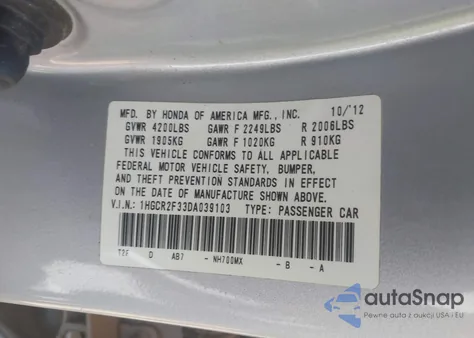 MFD. BY HONDA OF AMERICA MFG., INC. 10/'12
GVWR 4200LBS GAWR F 2249LBS R 2006LBS
GVWR 1905KG GAWR F 1020KG R 910KG
THIS VEHICLE CONFORMS TO ALL APPLICABLE
FEDERAL MOTOR VEHICLE SAFETY, BUMPER,
AND THEFT PREVENTION STANDARDS IN EFFECT
ON THE DATE OF MANUFACTURE SHOWN ABOVE.
V.I.N.: 1HGCR2F33DA039103 TYPE: PASSENGER CAR
T2F D AB7 - NH700MX - B - A
autoSnap
Pewne auta z aukcji USA i EU